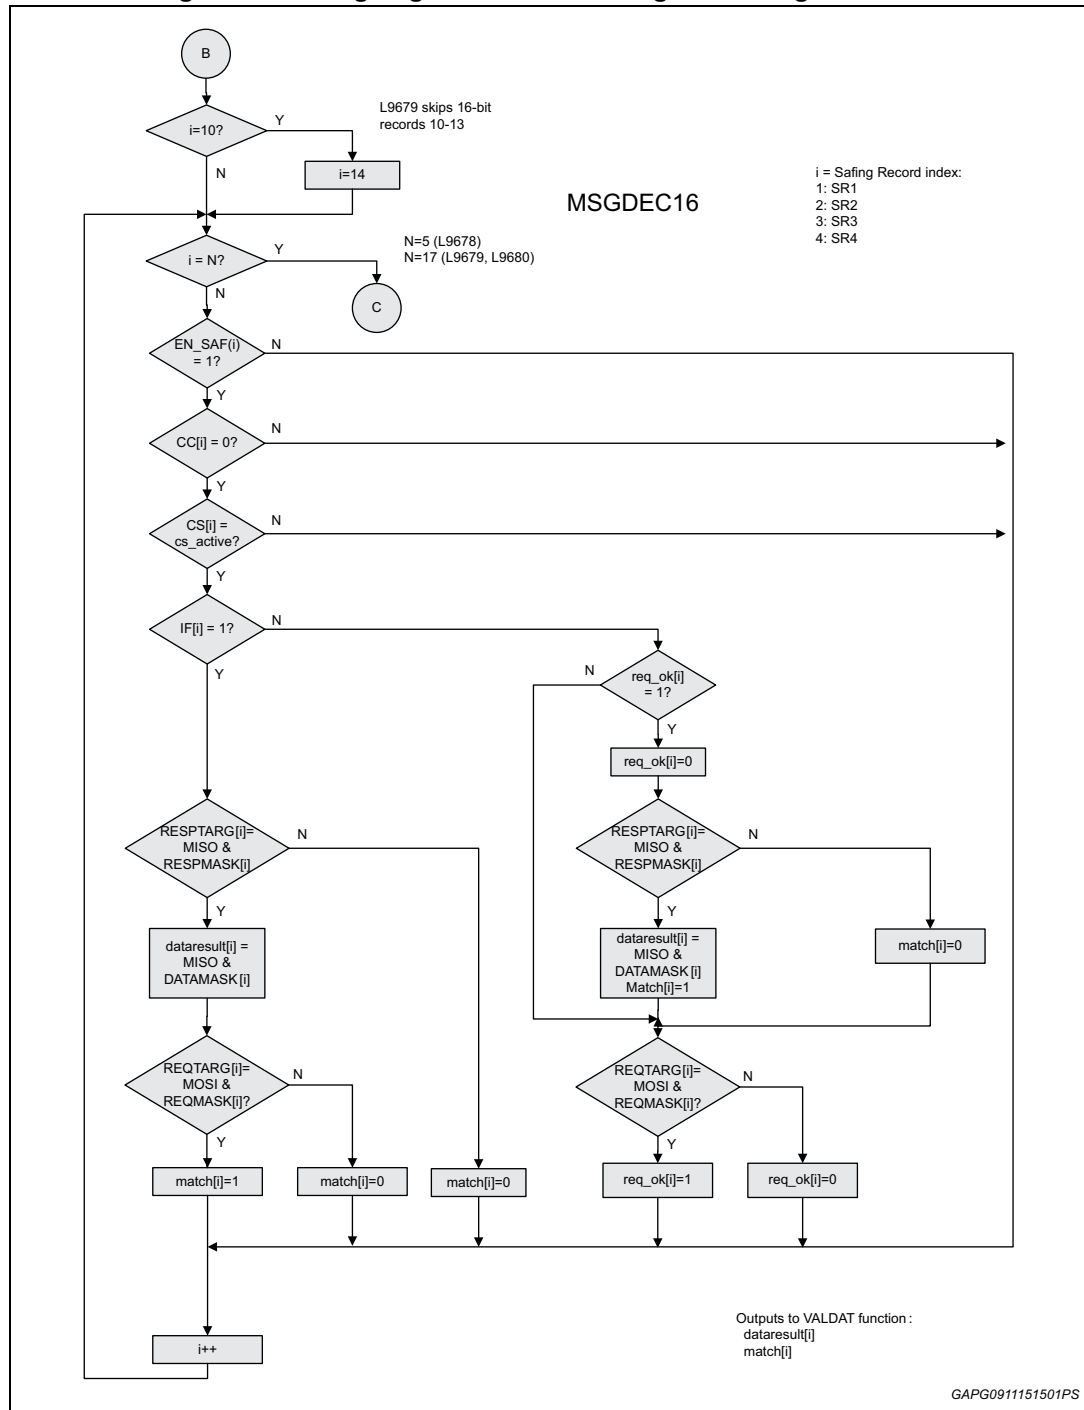 B
L9679 skips 16-bit
records 10-13
i=10?
Y
N
i=14
i = Safing Record index:
1: SR1
2: SR2
3: SR3
4: SR4
MSGDEC16
i = N?
Y
N=5 (L9678)
N=17 (L9679, L9680)
N
C
EN_SAF(i)
= 1?
N
Y
CC[i] = 0?
N
Y
CS[i] =
cs_active?
N
Y
IF[i] = 1?
N
Y
req_ok[i]
= 1?
N
Y
req_ok[i]=0
RESPTARG[i]=
MISO &
RESPMASK[i]
N
Y
RESPTARG[i]=
MISO &
RESPMASK[i]
N
Y
dataresult[i] =
MISO &
DATAMASK[i]
dataresult[i] =
MISO &
DATAMASK[i]
Match[i]=1
match[i]=0
REQTARG[i]=
MOSI &
REQMASK[i]?
N
Y
REQTARG[i]=
MOSI &
REQMASK[i]?
N
Y
match[i]=1
match[i]=0
match[i]=0
req_ok[i]=1
req_ok[i]=0
i++
Outputs to VALDAT function :
dataresult[i]
match[i]
GAPG0911151501PS